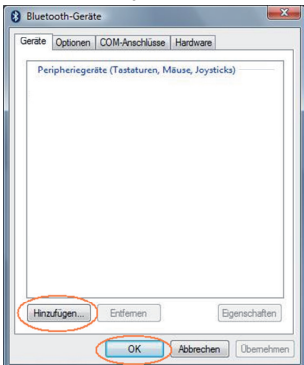 Bluetooth-Geräte
Geräte Optionen COM-Anschlüsse Hardware
Peripheriegeräte (Tastaturen, Mäuse, Joysticks)
Hinzufügen... Entfernen Eigenschaften
OK Abbrechen Übernehmen